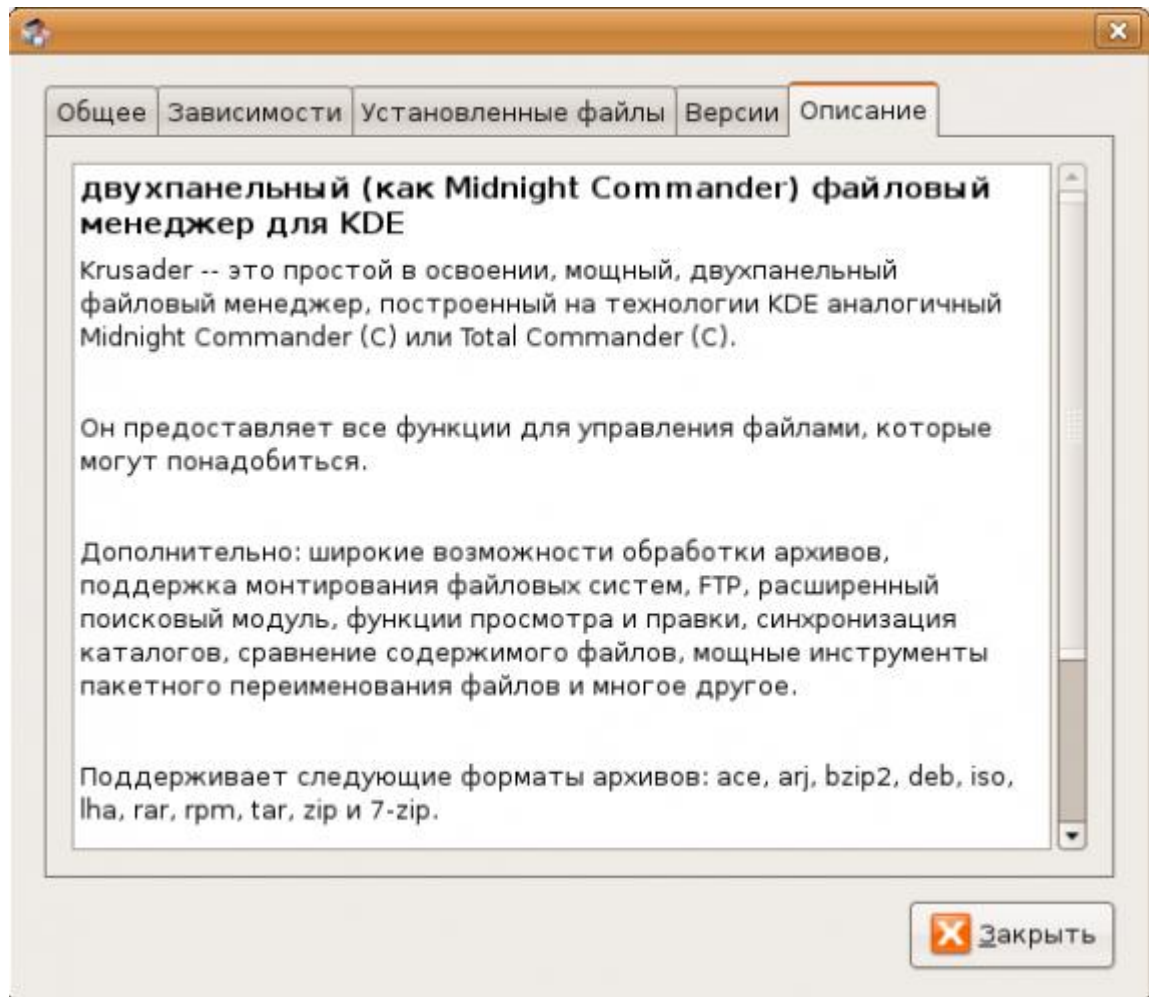 Общее Зависимости Установленные файлы Версии Описание
двухпанельный (как Midnight Commander) файловый
менеджер для KDE
Krusader -- это простой в освоении, мощный, двухпанельный
файловый менеджер, построенный на технологии KDE аналогичный
Midnight Commander (C) или Total Commander (C).
Он предоставляет все функции для управления файлами, которые
могут понадобиться.
Дополнительно: широкие возможности обработки архивов,
поддержка монтирования файловых систем, FTP, расширенный
поисковый модуль, функции просмотра и правки, синхронизация
каталогов, сравнение содержимого файлов, мощные инструменты
пакетного переименования файлов и многое другое.
Поддерживает следующие форматы архивов: ace, arj, bzip2, deb, iso,
lha, rar, rpm, tar, zip и 7-zip.
Закрыть